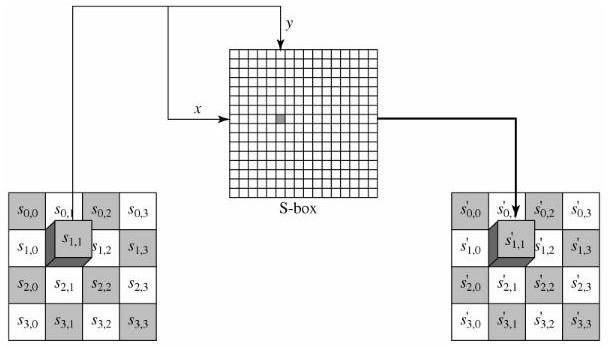 y
x
S-box
s0,0 s0,1 s0,2 s0,3
s1,0 s1,1 s1,2 s1,3
s2,0 s2,1 s2,2 s2,3
s3,0 s3,1 s3,2 s3,3
s'0,0 s'0, s'0,2 s'0,3
s'1,0 s'1,1 s'1,2 s'1,3
s'2,0 s'2,1 s'2,2 s'2,3
s'3,0 s'3,1 s'3,2 s'3,3